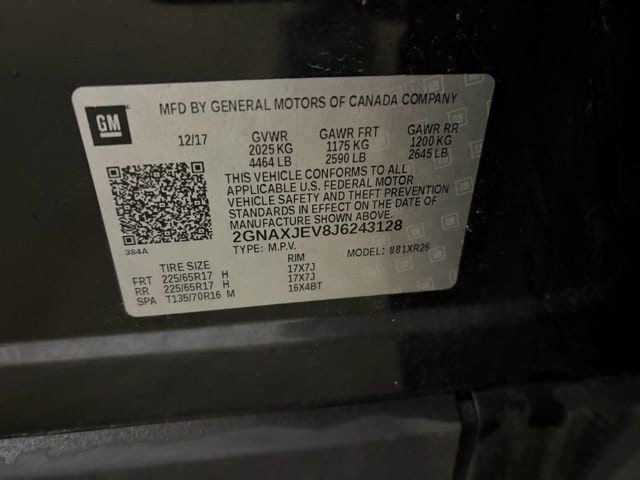 GM
MFD BY GENERAL MOTORS OF CANADA COMPANY
12/17 GVWR GAWR FRT GAWR RR
2025 KG 1175 KG 1200 KG
4464 LB 2590 LB 2645 LB
THIS VEHICLE CONFORMS TO ALL
APPLICABLE U.S. FEDERAL MOTOR
VEHICLE SAFETY AND THEFT PREVENTION
STANDARDS IN EFFECT ON THE DATE OF
MANUFACTURE SHOWN ABOVE.
2GNAXJEV8J6243128
384A
TYPE: M.P.V. MODEL: 881XR26
TIRE SIZE RIM
FRT 225/65R17 H 17X7J
RR 225/65R17 H 17X7J
SPA T135/70R16 M 16X4BT